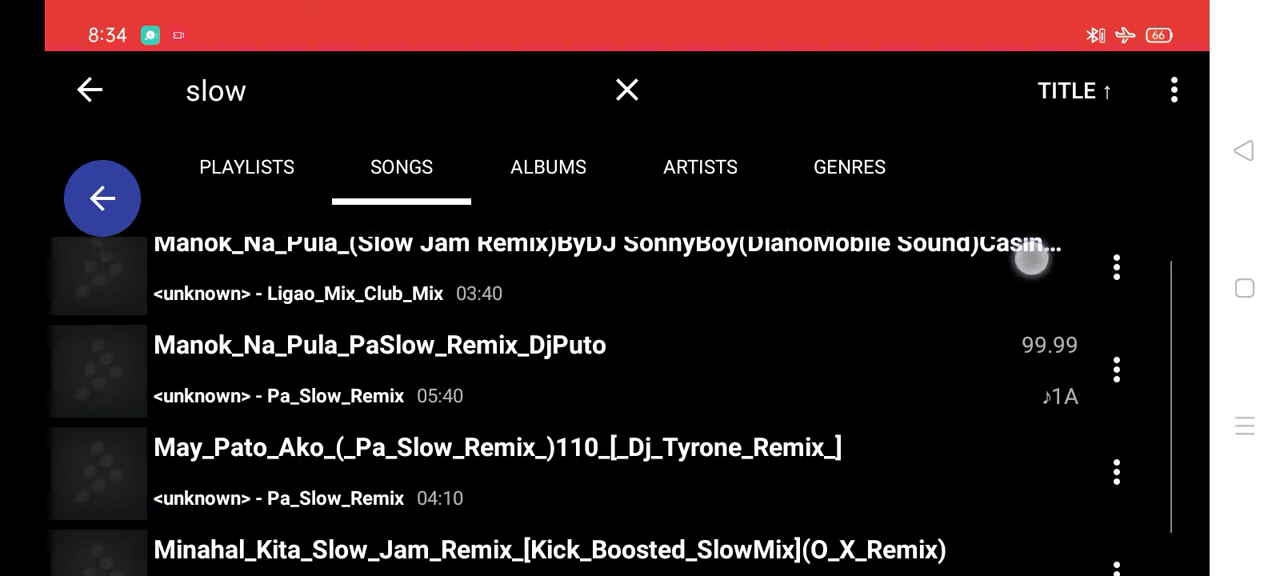 8:34
66
slow
TITLE ↑
PLAYLISTS SONGS ALBUMS ARTISTS GENRES
Manok_Na_Pula_(Slow Jam Remix)ByDJ SonnyBoy(DianoMobile Sound)Casin...
<unknown> - Ligao_Mix_Club_Mix 03:40
Manok_Na_Pula_PaSlow_Remix_DjPuto 99.99
<unknown> - Pa_Slow_Remix 05:40 ♪1A
May_Pato_Ako_(_Pa_Slow_Remix_)110_[_Dj_Tyrone_Remix_]
<unknown> - Pa_Slow_Remix 04:10
Minahal_Kita_Slow_Jam_Remix_[Kick_Boosted_SlowMix](O_X_Remix)